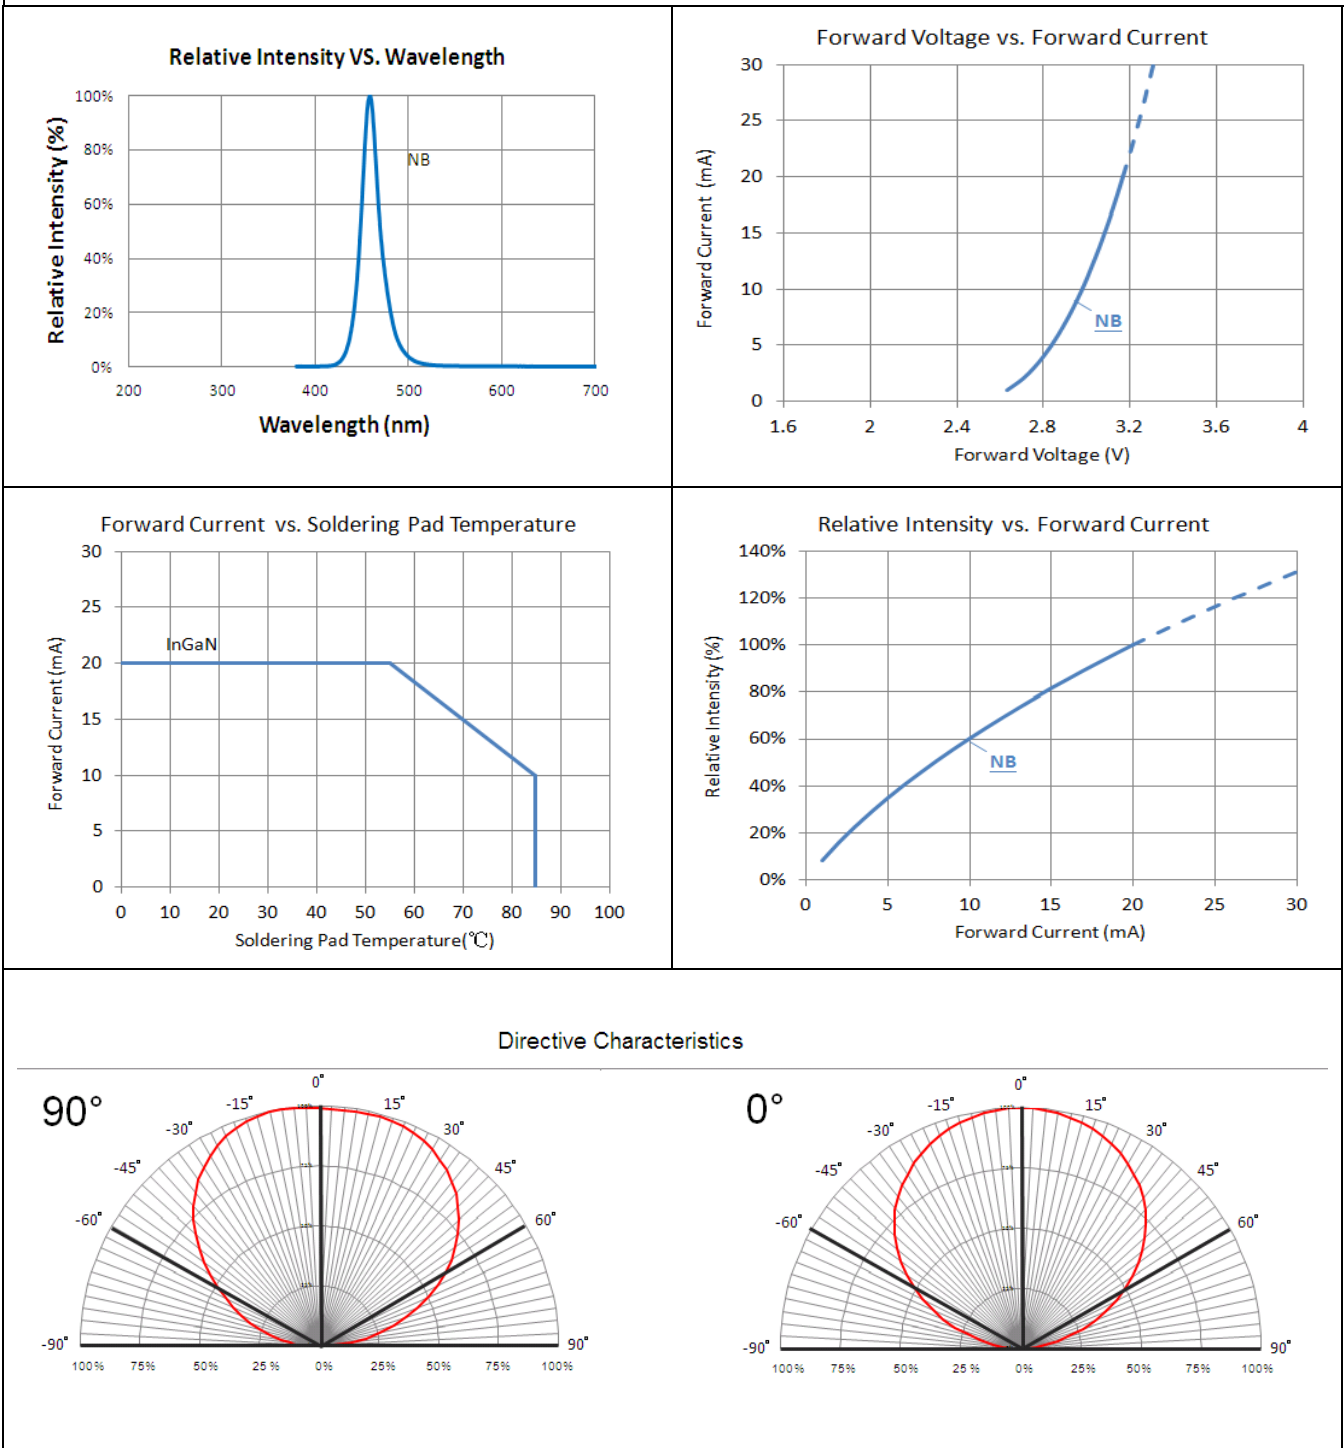 Relative Intensity VS. Wavelength
Relative Intensity (%)
100%
80%
60%
40%
20%
0%
NB
200 300 400 500 600 700
Wavelength (nm)
Forward Voltage vs. Forward Current
Forward Current (mA)
30
25
20
15
10
5
0
NB
1.6 2 2.4 2.8 3.2 3.6 4
Forward Voltage (V)
Forward Current vs. Soldering Pad Temperature
Forward Current (mA)
30
25
20
15
10
5
0
InGaN
0 10 20 30 40 50 60 70 80 90 100
Soldering Pad Temperature(℃)
Relative Intensity vs. Forward Current
Relative Intensity (%)
140%
120%
100%
80%
60%
40%
20%
0%
NB
0 5 10 15 20 25 30
Forward Current (mA)
Directive Characteristics
90°
0°
-15° 15°
-30° 30°
-45° 45°
-60° 60°
-90° 90°
100% 75% 50% 25 % 0% 25% 50% 75% 100%
0°
0°
-15° 15°
-30° 30°
-45° 45°
-60° 60°
-90° 90°
100% 75% 50% 25 % 0% 25% 50% 75% 100%